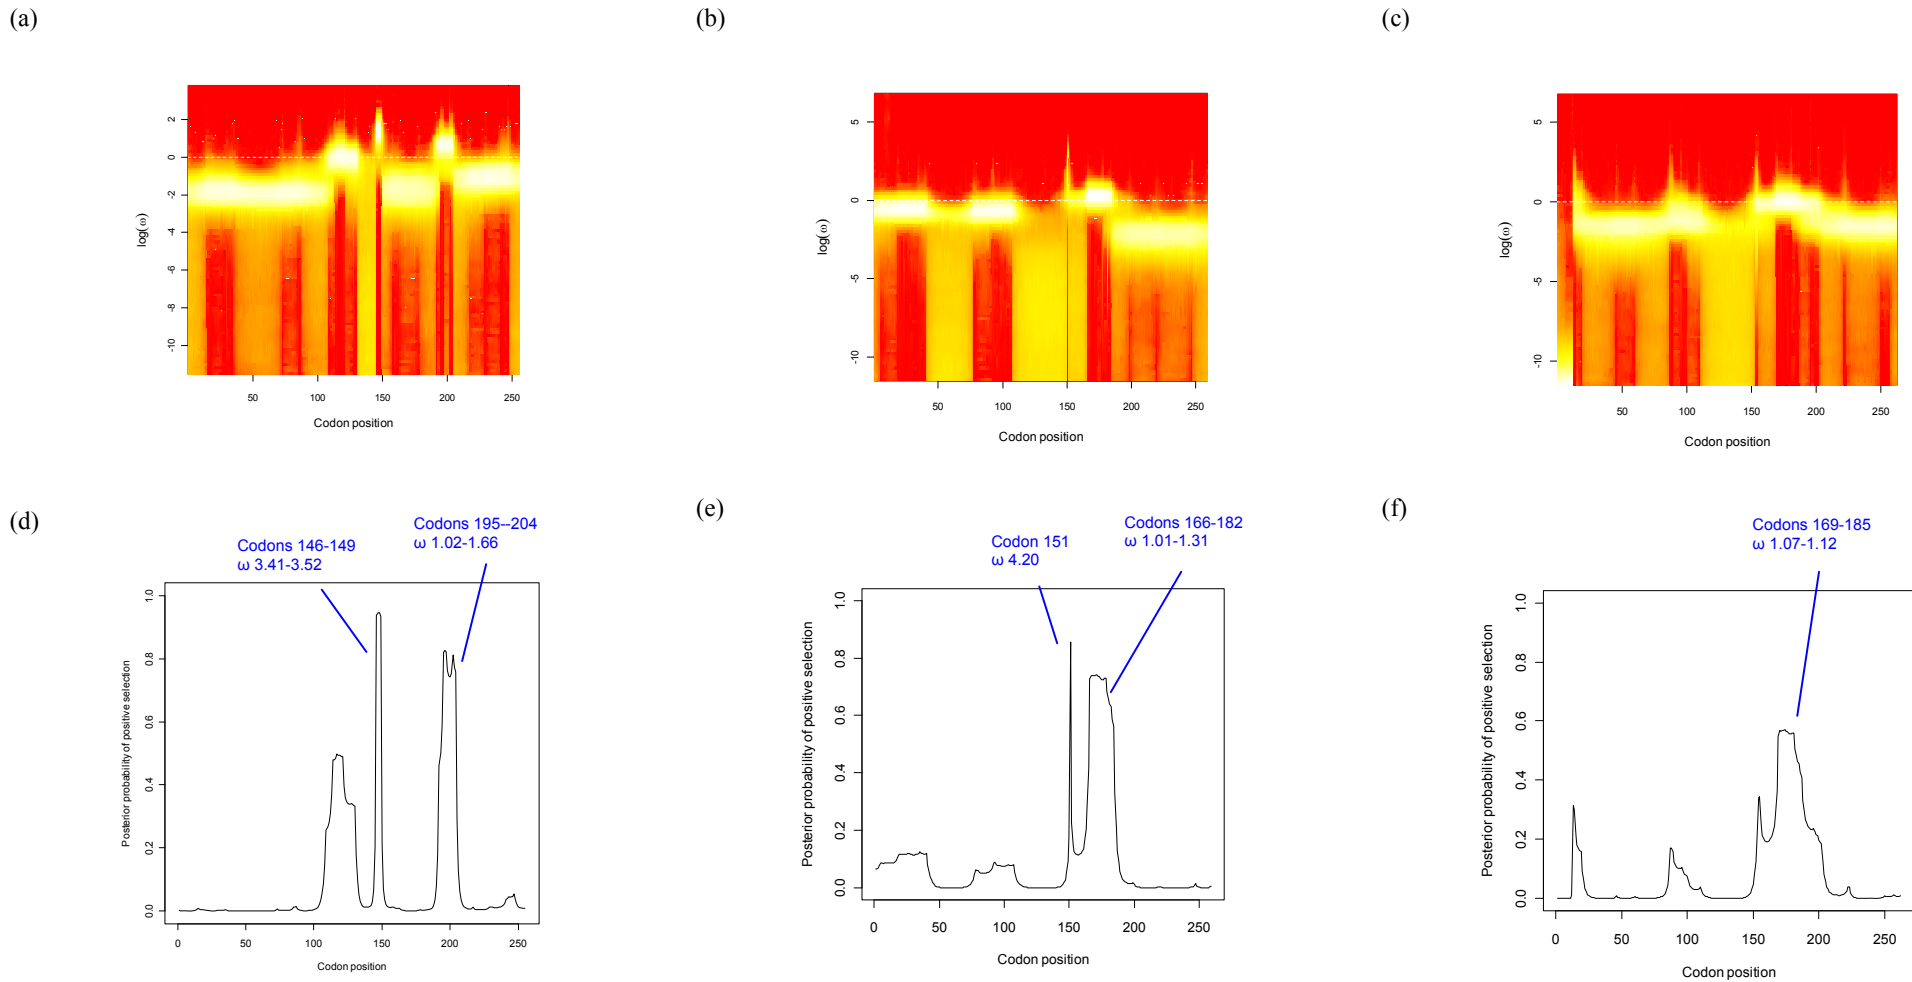 (a)
(b)
(c)
log(ω)
2
0
-2
-4
-6
-8
-10
50
100
150
200
250
Codon position
log(ω)
5
0
-5
-10
50
100
150
200
250
Codon position
log(ω)
5
0
-5
-10
50
100
150
200
250
Codon position
(d)
Codons 146-149
ω 3.41-3.52
Codons 195--204
ω 1.02-1.66
Posterior probability of positive selection
1.0
0.8
0.6
0.4
0.2
0.0
0
50
100
150
200
250
Codon position
(e)
Codon 151
ω 4.20
Codons 166-182
ω 1.01-1.31
Posterior probability of positive selection
1.0
0.8
0.6
0.4
0.2
0.0
0
50
100
150
200
250
Codon position
(f)
Codons 169-185
ω 1.07-1.12
Posterior probability of positive selection
1.0
0.8
0.6
0.4
0.2
0.0
0
50
100
150
200
250
Codon position